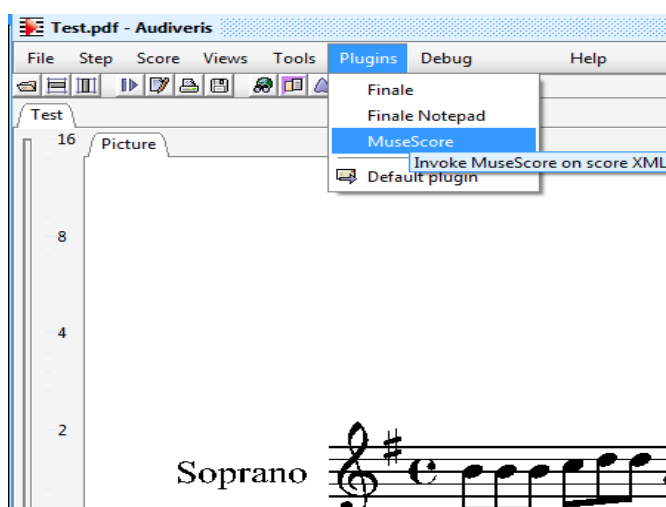 Test.pdf - Audiveris
File Step Score Views Tools Plugins Debug Help
Finale
Finale Notepad
MuseScore
Invoke MuseScore on score XML
Default plugin
Test
Picture
16
8
4
2
Soprano